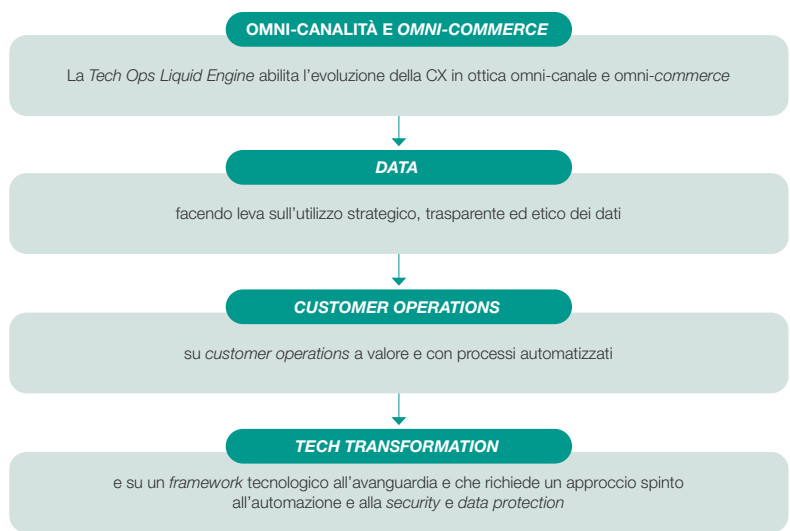 OMNI-CANALITÀ E OMNI-COMMERCE
La Tech Ops Liquid Engine abilita l'evoluzione della CX in ottica omni-canale e omni-commerce
DATA
facendo leva sull'utilizzo strategico, trasparente ed etico dei dati
CUSTOMER OPERATIONS
su customer operations a valore e con processi automatizzati
TECH TRANSFORMATION
e su un framework tecnologico all'avanguardia e che richiede un approccio spinto
all'automazione e alla security e data protection